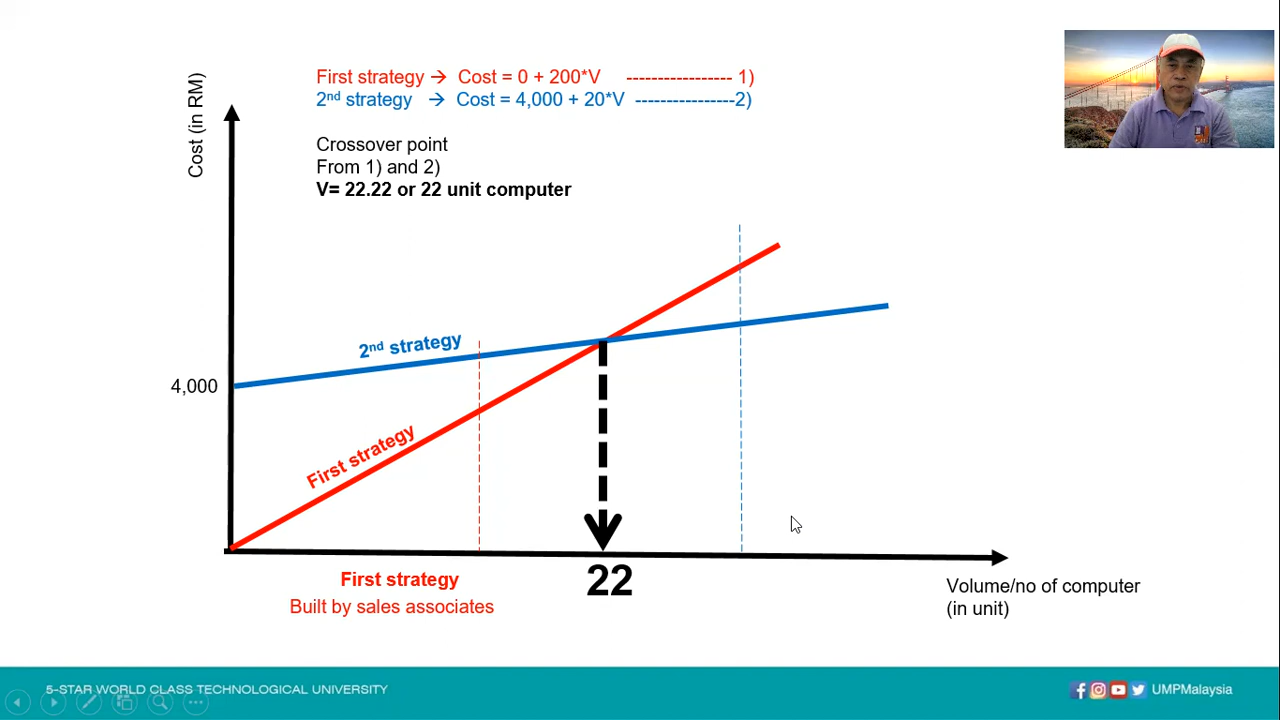 First strategy → Cost = 0 + 200*V ----------------- 1)
2nd strategy → Cost = 4,000 + 20*V ----------------2)
Crossover point
From 1) and 2)
V= 22.22 or 22 unit computer
Cost (in RM)
2nd strategy
4,000
First strategy
22
First strategy
Built by sales associates
Volume/no of computer
(in unit)
5-STAR WORLD CLASS TECHNOLOGICAL UNIVERSITY
UMPMalaysia